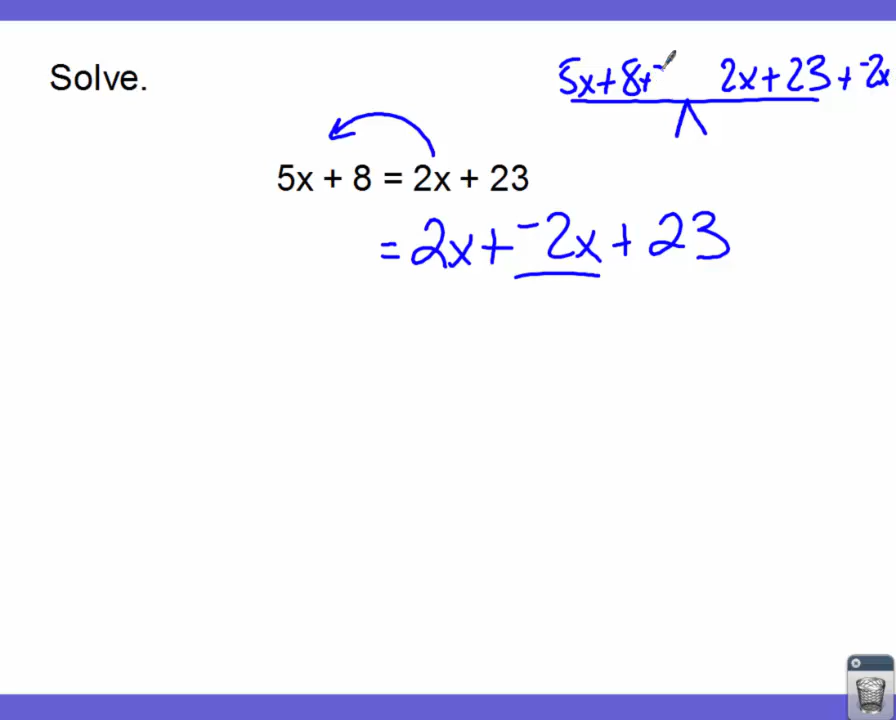 Solve.
5x+8+⁻ 2x+23+⁻2x
5x + 8 = 2x + 23
= 2x+⁻2x+23